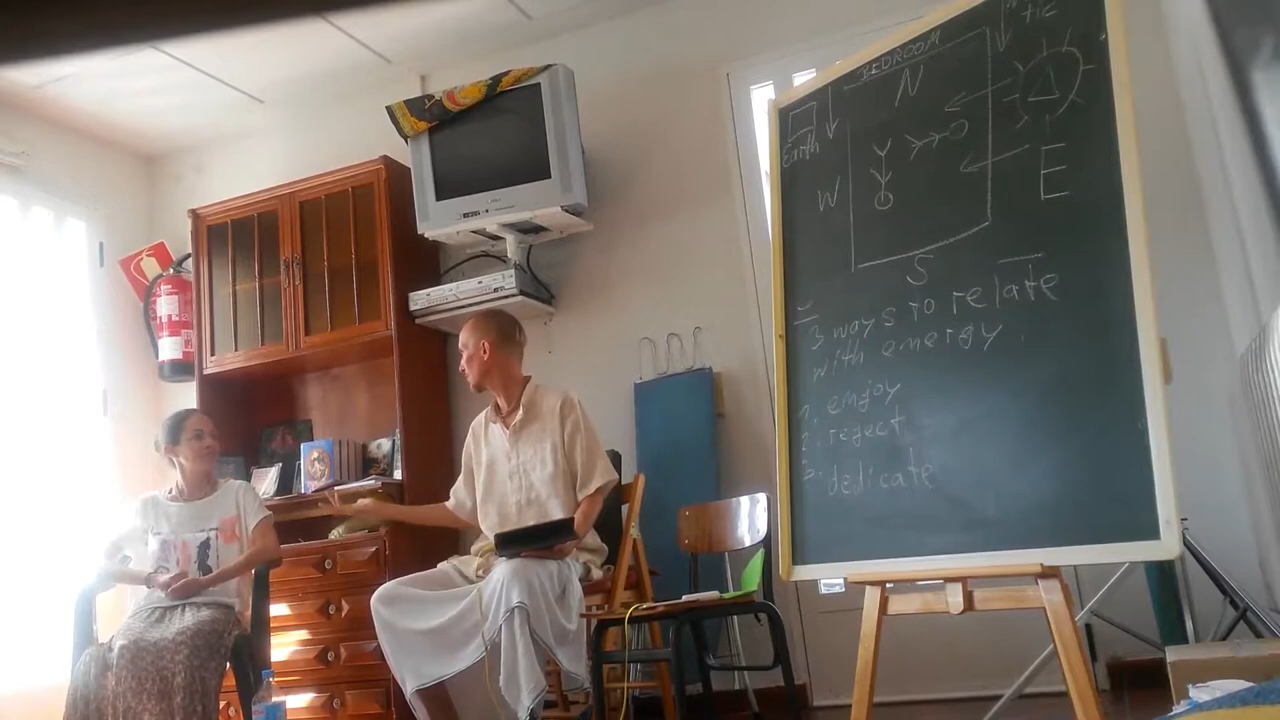 BEDROOM
N
Earth
W
E
S
3 ways to relate
with energy.
1. enjoy
2. reject
3. dedicate